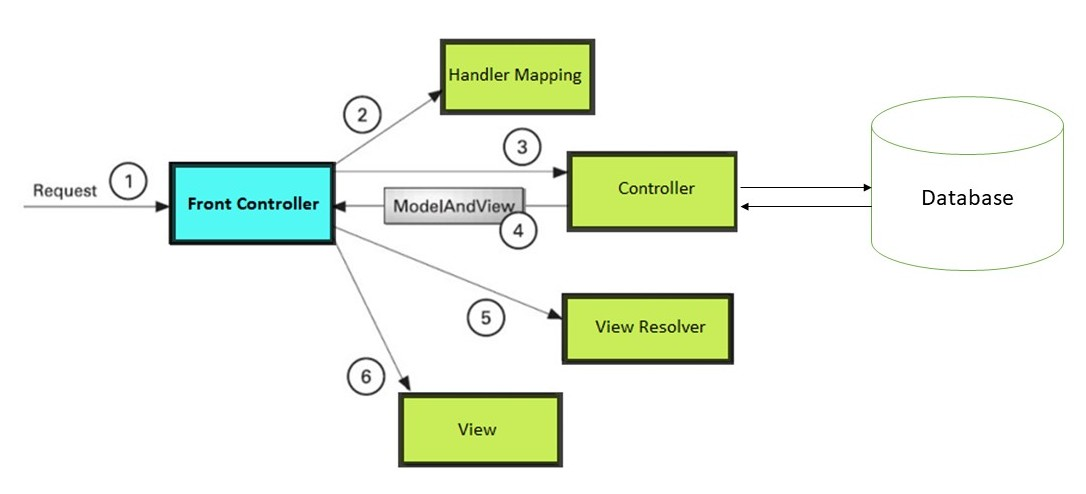 Handler Mapping
2
3
Request
1
Front Controller
ModelAndView
4
Controller
Database
5
View Resolver
6
View